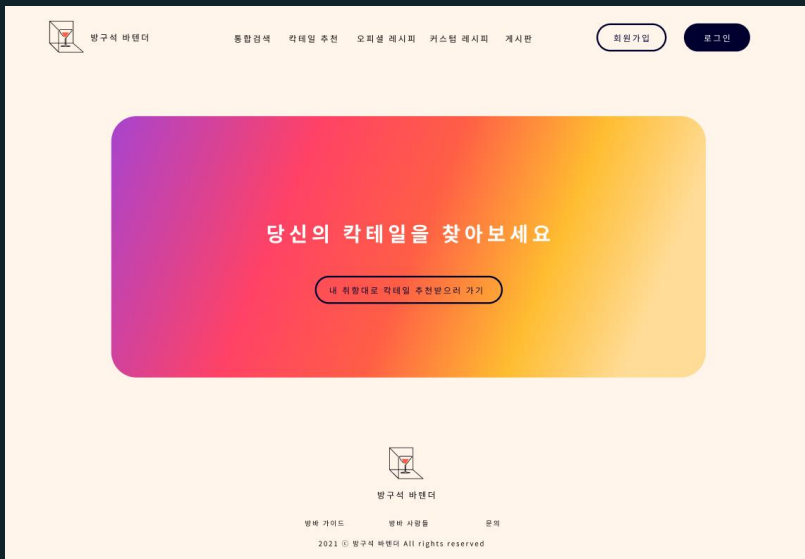 방구석 바텐더
통합검색 칵테일 추천 오피셜 레시피 커스텀 레시피 게시판
회원가입 로그인
당신의 칵테일을 찾아보세요
내 취향대로 칵테일 추천받으러 가기
방구석 바텐더
방바 가이드 방바 사람들 문의
2021 ⓒ 방구석 바텐더 All rights reserved